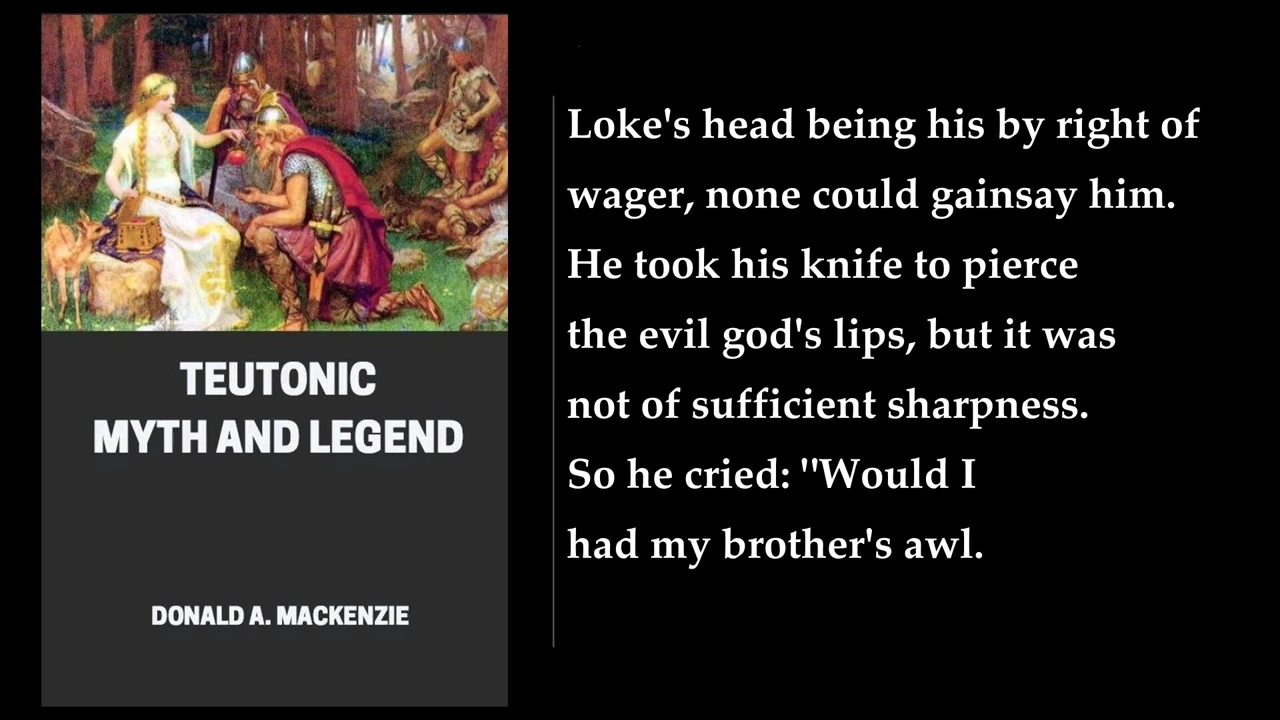 TEUTONIC
MYTH AND LEGEND
DONALD A. MACKENZIE
Loke's head being his by right of
wager, none could gainsay him.
He took his knife to pierce
the evil god's lips, but it was
not of sufficient sharpness.
So he cried: "Would I
had my brother's awl.